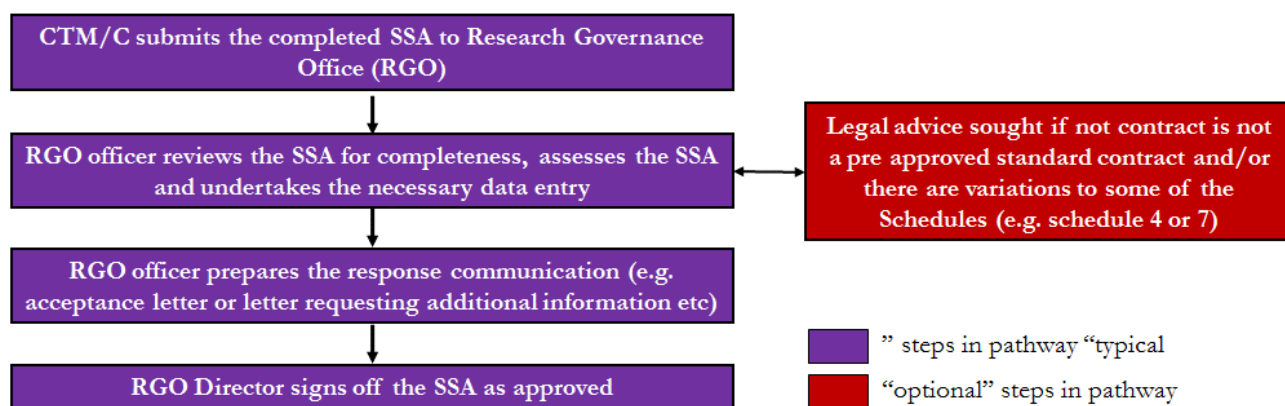 CTM/C submits the completed SSA to Research Governance
Office (RGO)
RGO officer reviews the SSA for completeness, assesses the SSA
and undertakes the necessary data entry
Legal advice sought if not contract is not
a pre approved standard contract and/or
there are variations to some of the
Schedules (e.g. schedule 4 or 7)
RGO officer prepares the response communication (e.g.
acceptance letter or letter requesting additional information etc)
RGO Director signs off the SSA as approved
” steps in pathway “typical
“optional” steps in pathway